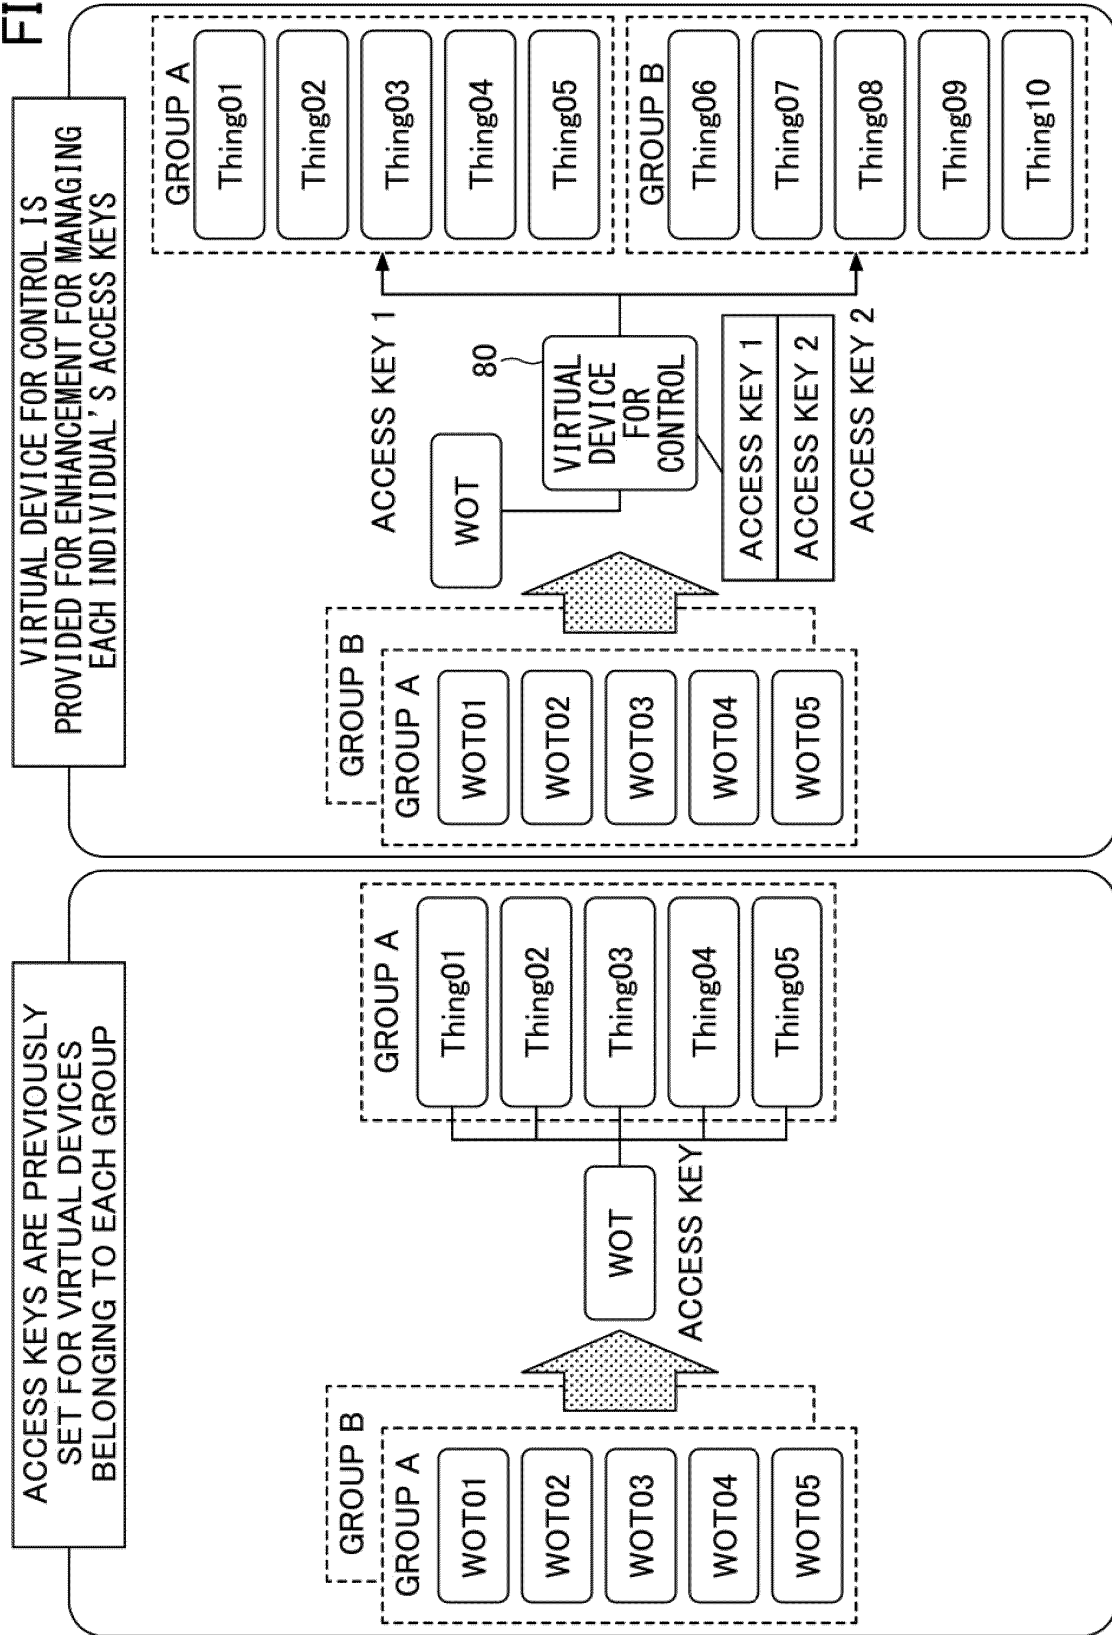 FI
ACCESS KEYS ARE PREVIOUSLY
SET FOR VIRTUAL DEVICES
BELONGING TO EACH GROUP
GROUP B
GROUP A
WOT01
WOT02
WOT03
WOT04
WOT05
WOT
ACCESS KEY
GROUP A
Thing01
Thing02
Thing03
Thing04
Thing05
VIRTUAL DEVICE FOR CONTROL IS
PROVIDED FOR ENHANCEMENT FOR MANAGING
EACH INDIVIDUAL'S ACCESS KEYS
GROUP B
GROUP A
WOT01
WOT02
WOT03
WOT04
WOT05
WOT
80
VIRTUAL
DEVICE
FOR
CONTROL
ACCESS KEY 1
ACCESS KEY 2
ACCESS KEY 1
ACCESS KEY 2
GROUP A
Thing01
Thing02
Thing03
Thing04
Thing05
GROUP B
Thing06
Thing07
Thing08
Thing09
Thing10